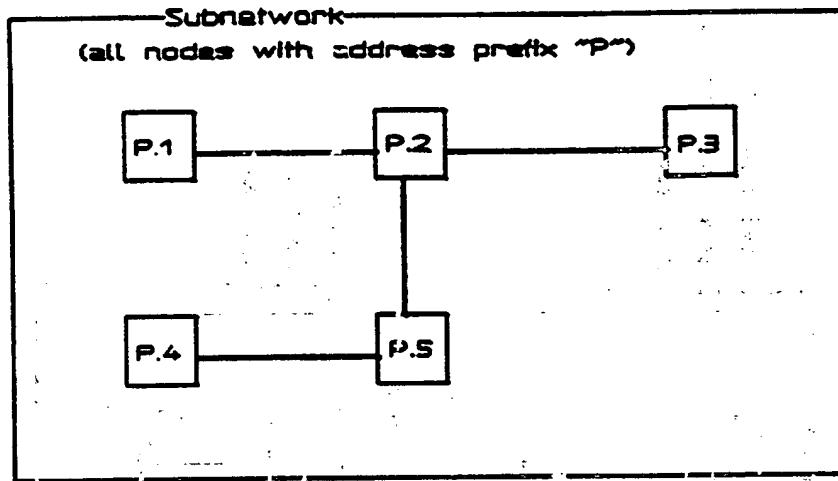 Subnetwork
(all nodes with address prefix "P")
P.1 P.2 P.3
P.4 P.5